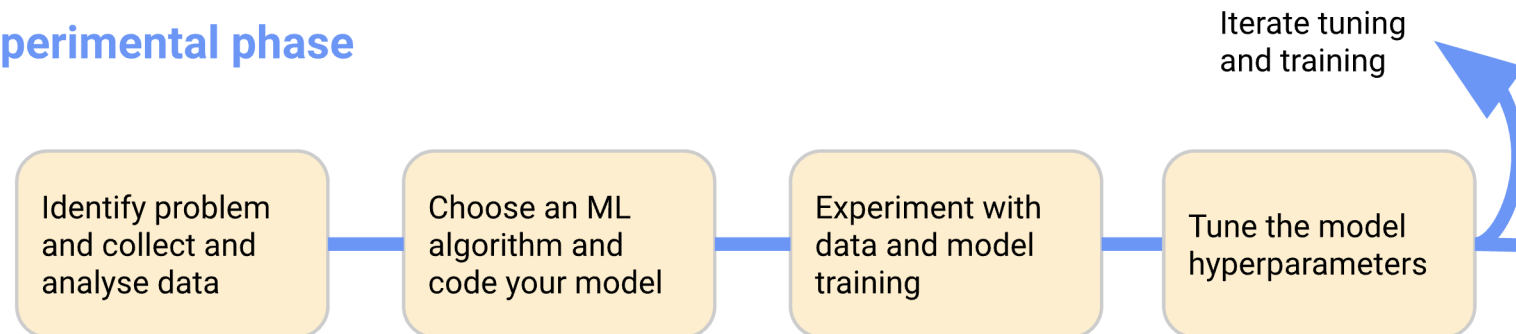 perimental phase
Iterate tuning
and training
Identify problem
and collect and
analyse data
Choose an ML
algorithm and
code your model
Experiment with
data and model
training
Tune the model
hyperparameters